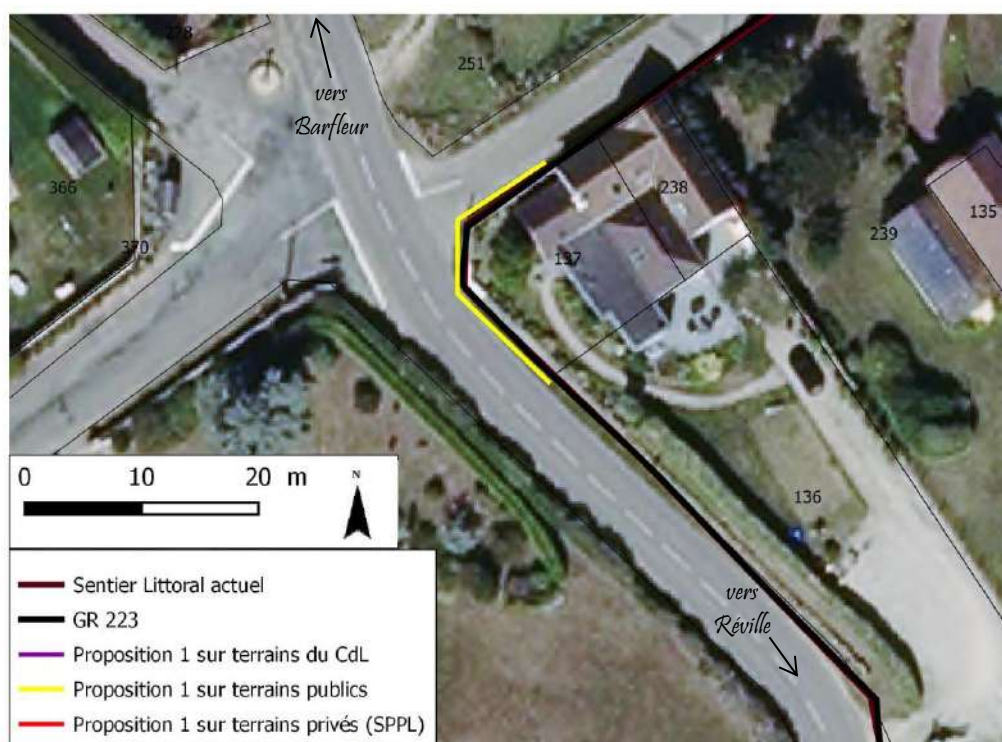 278
251
vers
Barfleur
366
370
238
137
239
135
136
vers
Réville
0 10 20 m
N
Sentier Littoral actuel
GR 223
Proposition 1 sur terrains du CdL
Proposition 1 sur terrains publics
Proposition 1 sur terrains privés (SPPL)